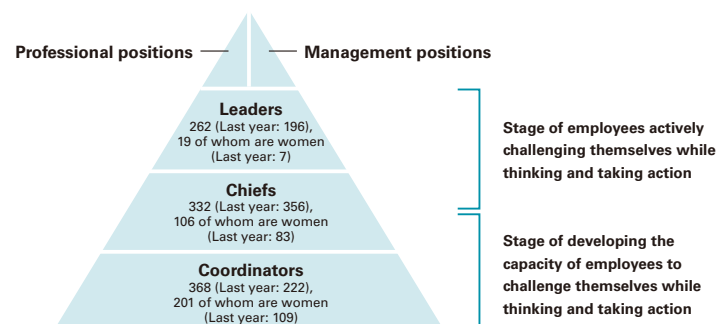 Professional positions
Management positions
Leaders
262 (Last year: 196),
19 of whom are women
(Last year: 7)
Chiefs
332 (Last year: 356),
106 of whom are women
(Last year: 83)
Coordinators
368 (Last year: 222),
201 of whom are women
(Last year: 109)
Stage of employees actively
challenging themselves while
thinking and taking action
Stage of developing the
capacity of employees to
challenge themselves while
thinking and taking action